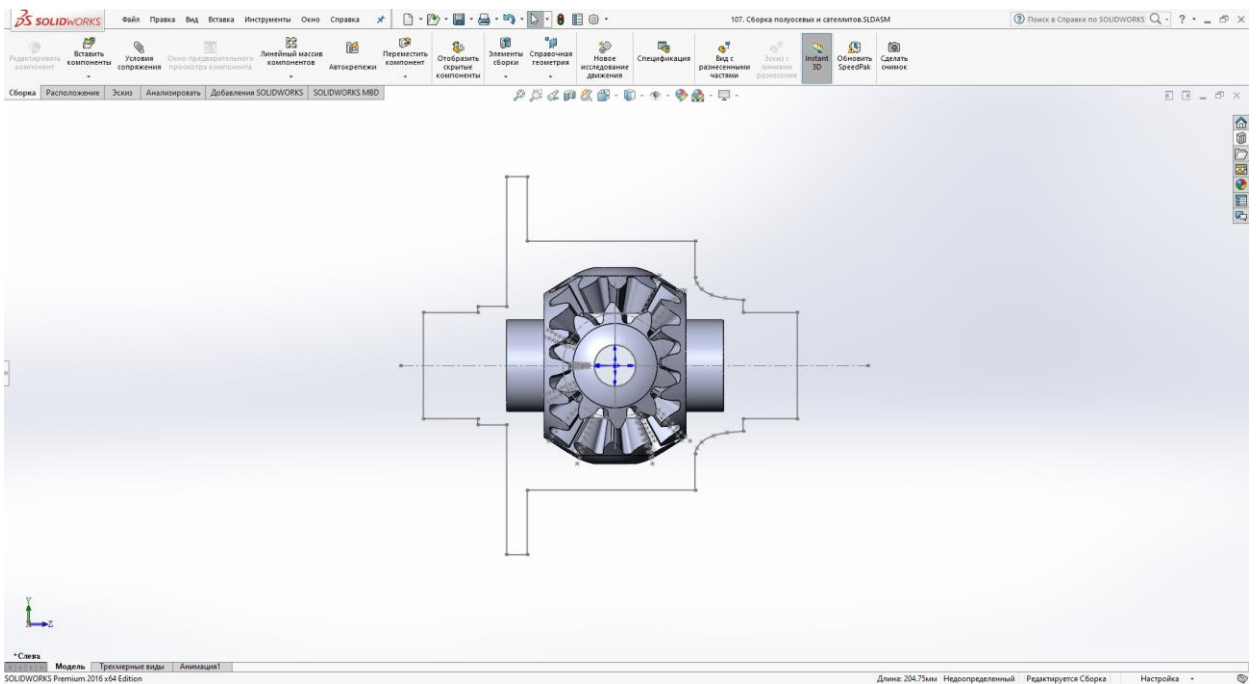 SOLIDWORKS Файл Правка Вид Вставка Инструменты Окно Справка 107. Сборка полуосевых и сателлитов.SLDASM Поиск в Справке по SOLIDWORKS
Редактировать компонент
Вставить компоненты
Условия сопряжения
Окно предварительного просмотра компонента
Линейный массив компонентов
Автокрепежи
Переместить компонент
Отобразить скрытые компоненты
Элементы сборки
Справочная геометрия
Новое исследование движения
Спецификация
Вид с разнесенными частями
Эскиз с линиями разнесения
Instant 3D
Обновить SpeedPak
Сделать снимок
Сборка Расположение Эскиз Анализировать Добавления SOLIDWORKS SOLIDWORKS MBD
Y
Z
*Слева
Модель Трехмерные виды Анимация1
SOLIDWORKS Premium 2016 x64 Edition Длина: 204.75мм Недоопределенный Редактируется Сборка Настройка